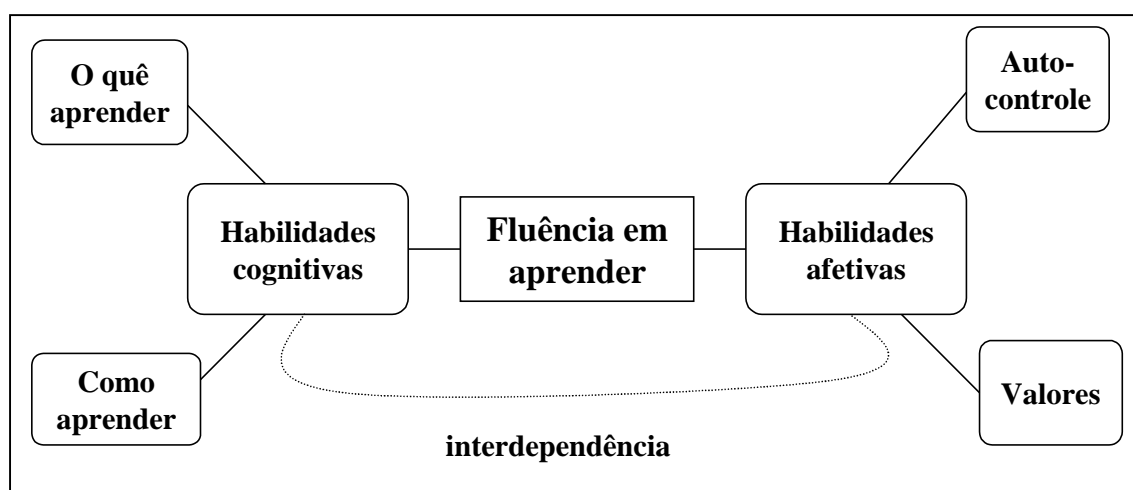 O quê
aprender
Auto-
controle
Habilidades
cognitivas
Fluência em
aprender
Habilidades
afetivas
Como
aprender
Valores
interdependência